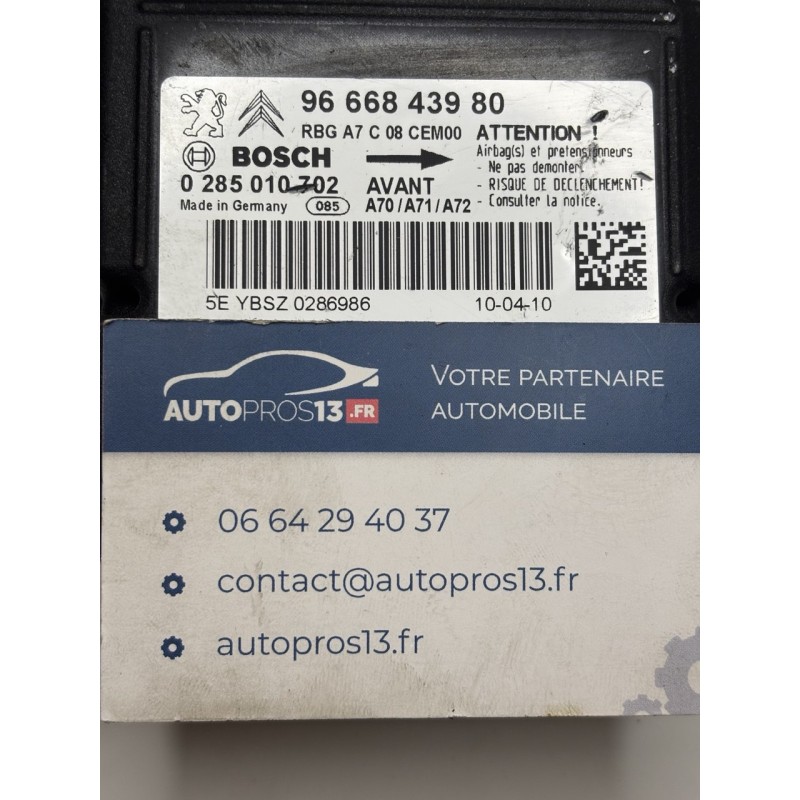 96 668 439 80
RBG A7 C 08 CEM00
ATTENTION !
Airbag(s) et pretensionneurs
- Ne pas demonter.
- RISQUE DE DECLENCHEMENT!
- Consulter la notice.
BOSCH
0 285 010 702
AVANT
Made in Germany
085
A70/A71/A72
5E YBSZ 0286986
10-04-10
AUTOPROS13.FR
VOTRE PARTENAIRE
AUTOMOBILE
06 64 29 40 37
contact@autopros13.fr
autopros13.fr